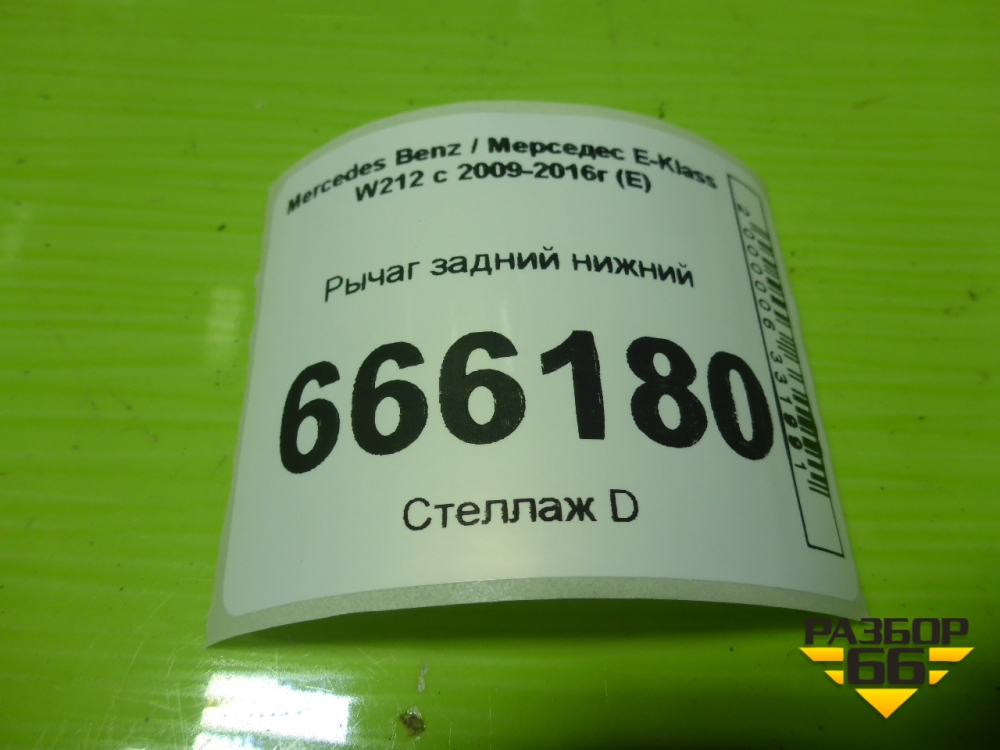 Mercedes Benz / Мерседес E-Klass
W212 с 2009-2016г (E)
Рычаг задний нижний
666180
Стеллаж D
РАЗБОР
66